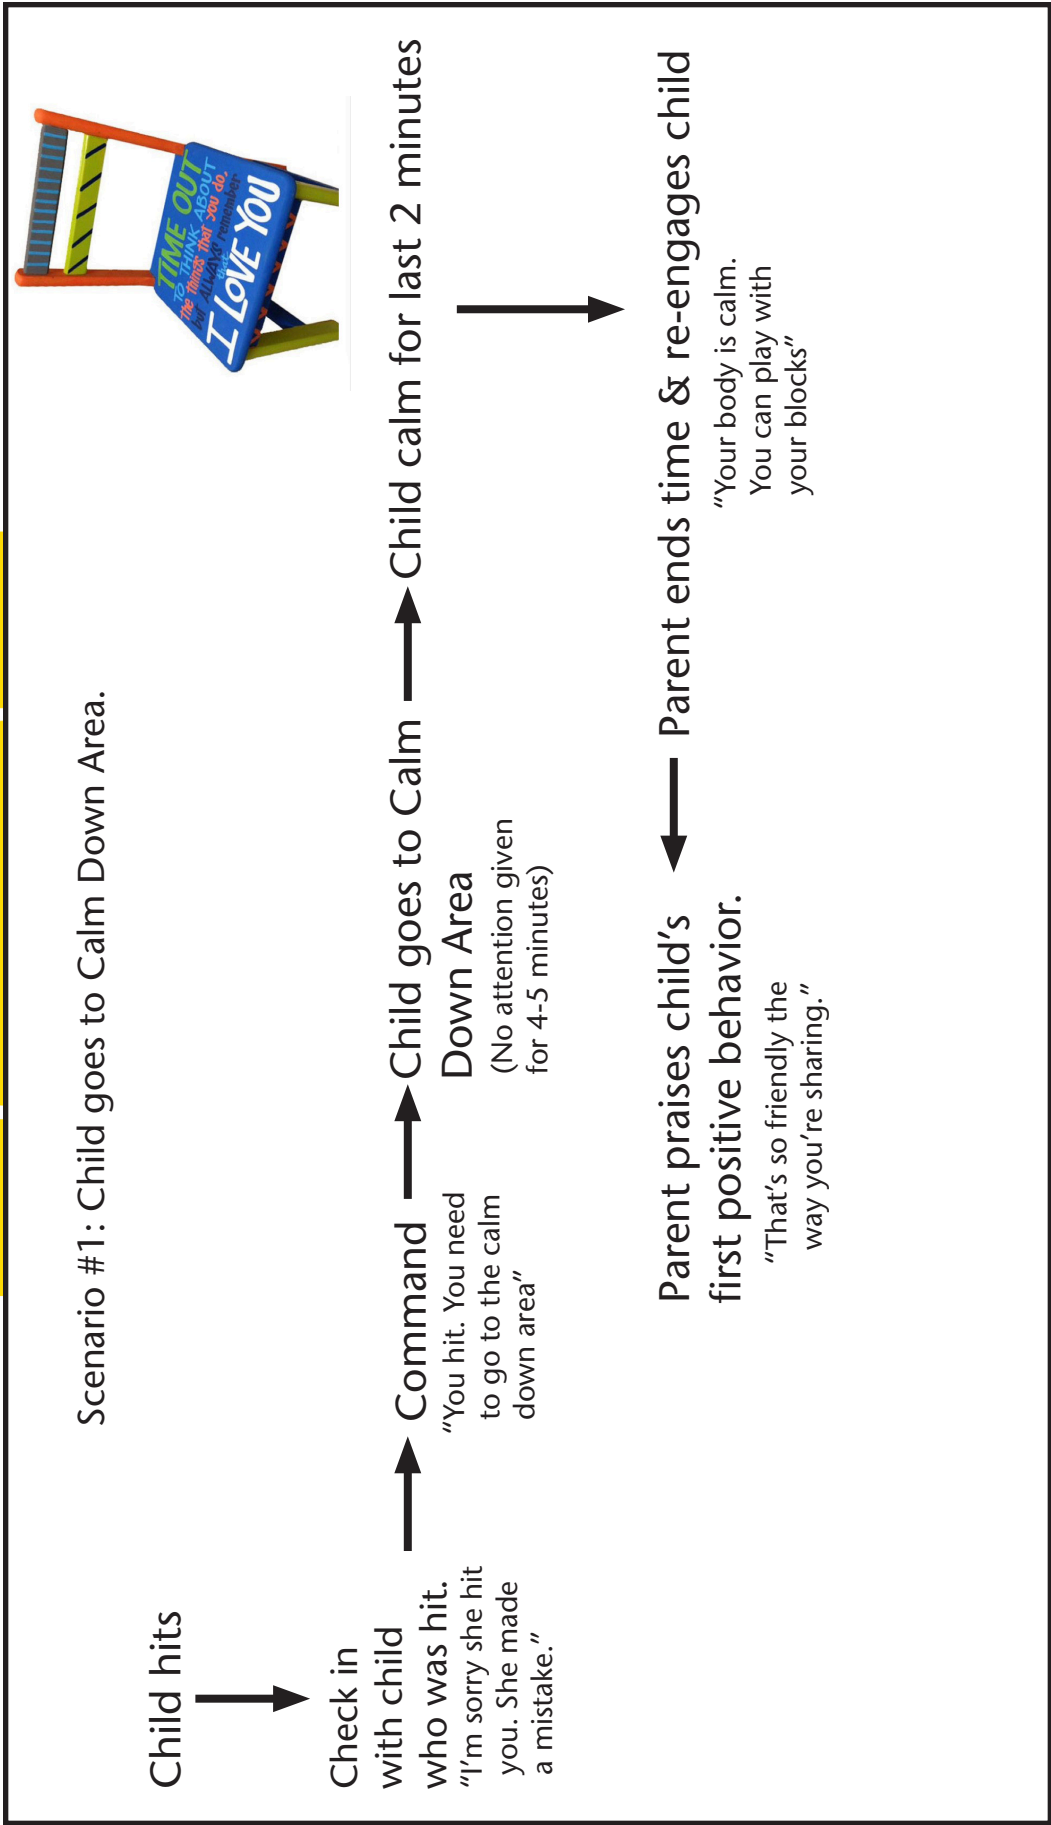 Scenario #1: Child goes to Calm Down Area.
TIME OUT
TO THINK ABOUT
the things that you do,
but ALWAYS remember
that
I LOVE YOU
Child hits
Check in
with child
who was hit.
“I’m sorry she hit
you. She made
a mistake.”
Command
“You hit. You need
to go to the calm
down area”
Child goes to Calm
Down Area
(No attention given
for 4-5 minutes)
Child calm for last 2 minutes
Parent ends time & re-engages child
“Your body is calm.
You can play with
your blocks”
Parent praises child’s
first positive behavior.
“That’s so friendly the
way you’re sharing.”